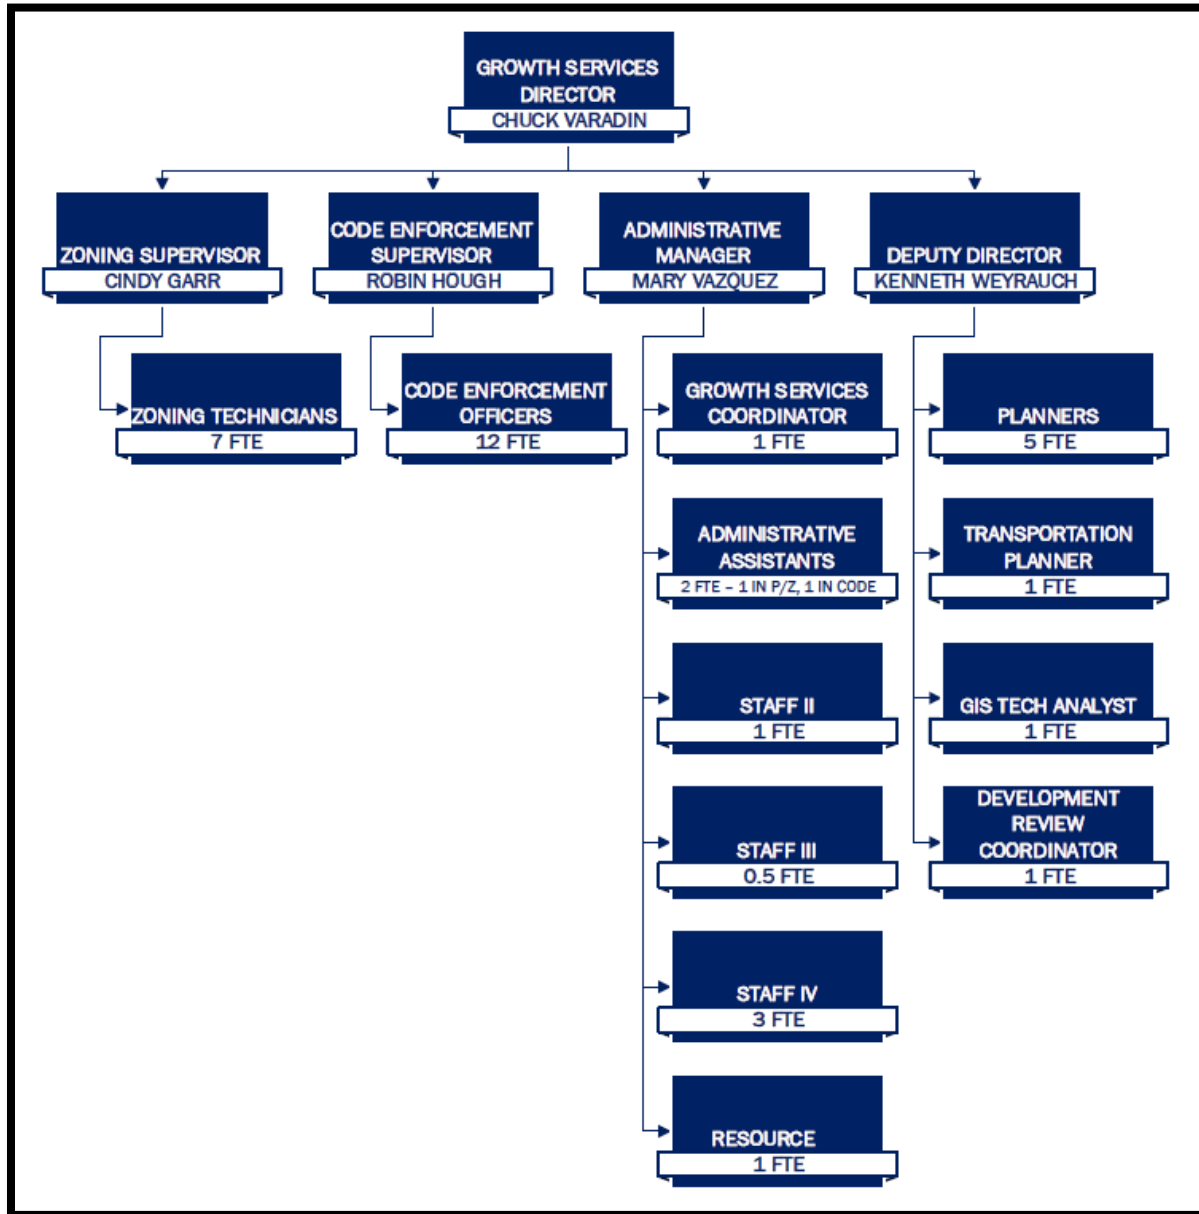 GROWTH SERVICES
DIRECTOR
CHUCK VARADIN
ZONING SUPERVISOR
CINDY GARR
CODE ENFORCEMENT
SUPERVISOR
ROBIN HOUGH
ADMINISTRATIVE
MANAGER
MARY VAZQUEZ
DEPUTY DIRECTOR
KENNETH WEYRAUCH
ZONING TECHNICIANS
7 FTE
CODE ENFORCEMENT
OFFICERS
12 FTE
GROWTH SERVICES
COORDINATOR
1 FTE
PLANNERS
5 FTE
ADMINISTRATIVE
ASSISTANTS
2 FTE – 1 IN P/Z, 1 IN CODE
TRANSPORTATION
PLANNER
1 FTE
STAFF II
1 FTE
GIS TECH ANALYST
1 FTE
STAFF III
0.5 FTE
DEVELOPMENT
REVIEW
COORDINATOR
1 FTE
STAFF IV
3 FTE
RESOURCE
1 FTE